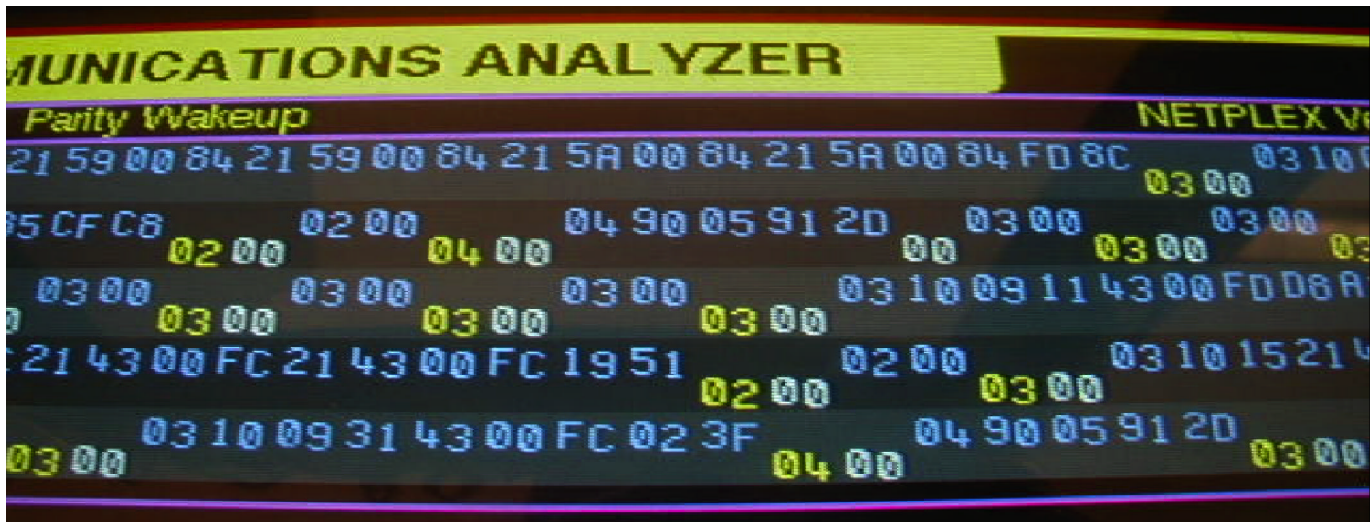 MUNICATIONS ANALYZER
Parity Wakeup NETPLEX
21 59 00 84 21 59 00 84 21 5A 00 84 21 5A 00 84 FD 8C 03 10
03 00
CF C8 02 00 04 90 05 91 2D 03 00 03 00
02 00 04 00 00 03 00
03 00 03 00 03 00 03 10 09 11 43 00 FD D8
03 00 03 00 03 00
21 43 00 FC 21 43 00 FC 19 51 02 00 03 10 15 21
02 00 03 00
03 10 09 31 43 00 FC 02 3F 04 90 05 91 2D
03 00 04 00 03 00